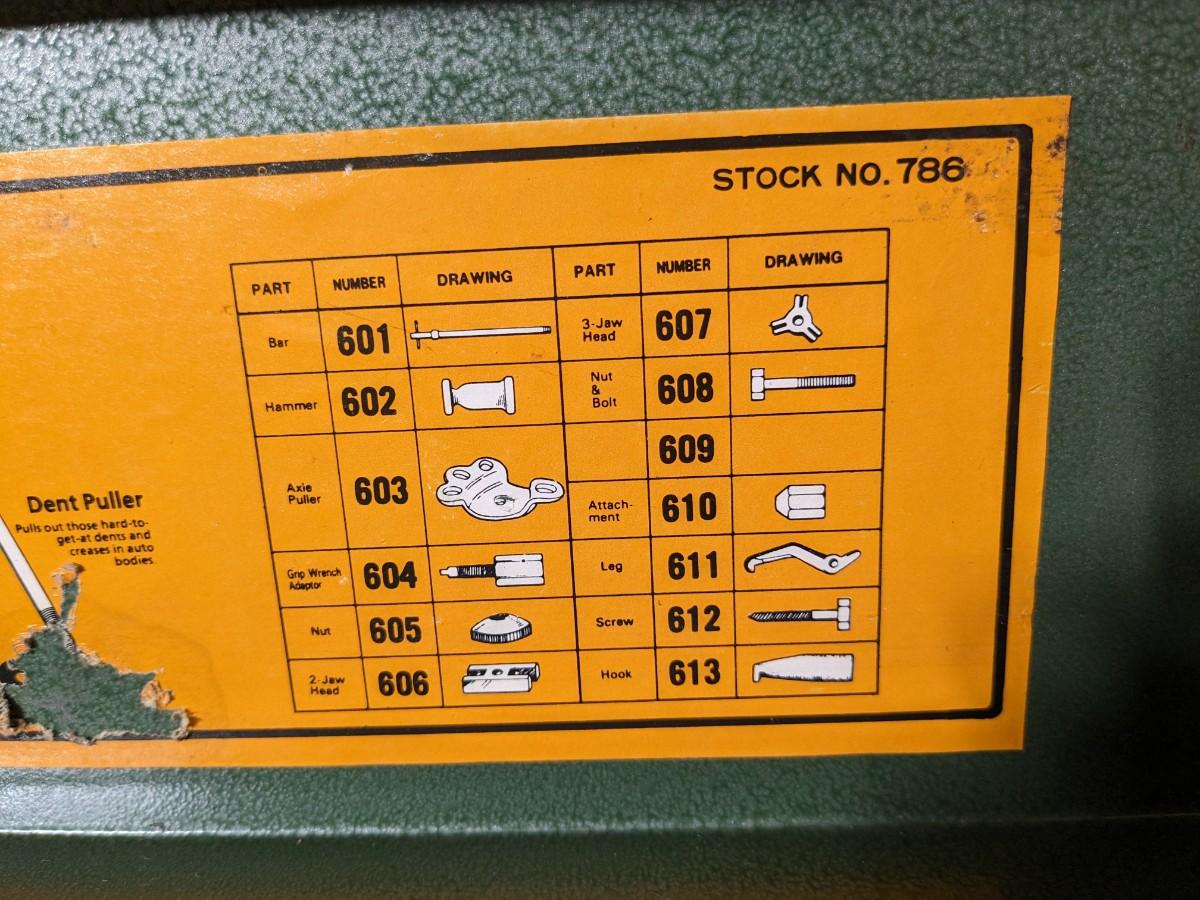 STOCK NO. 786
PART NUMBER DRAWING PART NUMBER DRAWING
Bar 601
3-Jaw
Head 607
Hammer 602
Nut
&
Bolt 608
609
Axie
Puller 603
Attach-
ment 610
Grip Wrench
Adaptor 604
Leg 611
Nut 605
Screw 612
2-Jaw
Head 606
Hook 613
Dent Puller
Pulls out those hard-to-
get-at dents and
creases in auto
bodies.